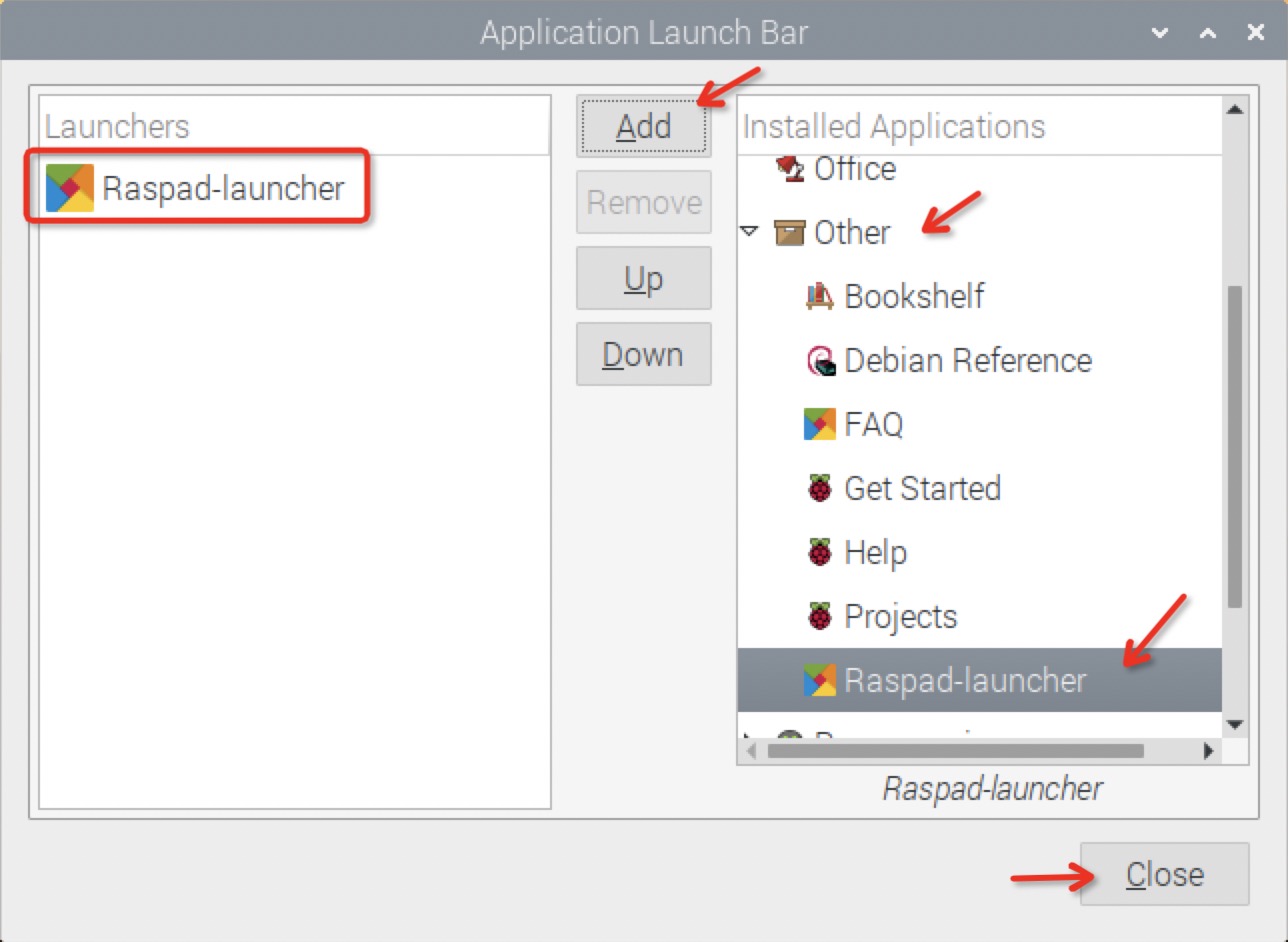 Application Launch Bar
Launchers
Raspad-launcher
Add
Remove
Up
Down
Installed Applications
Office
Other
Bookshelf
Debian Reference
FAQ
Get Started
Help
Projects
Raspad-launcher
Raspad-launcher
Close